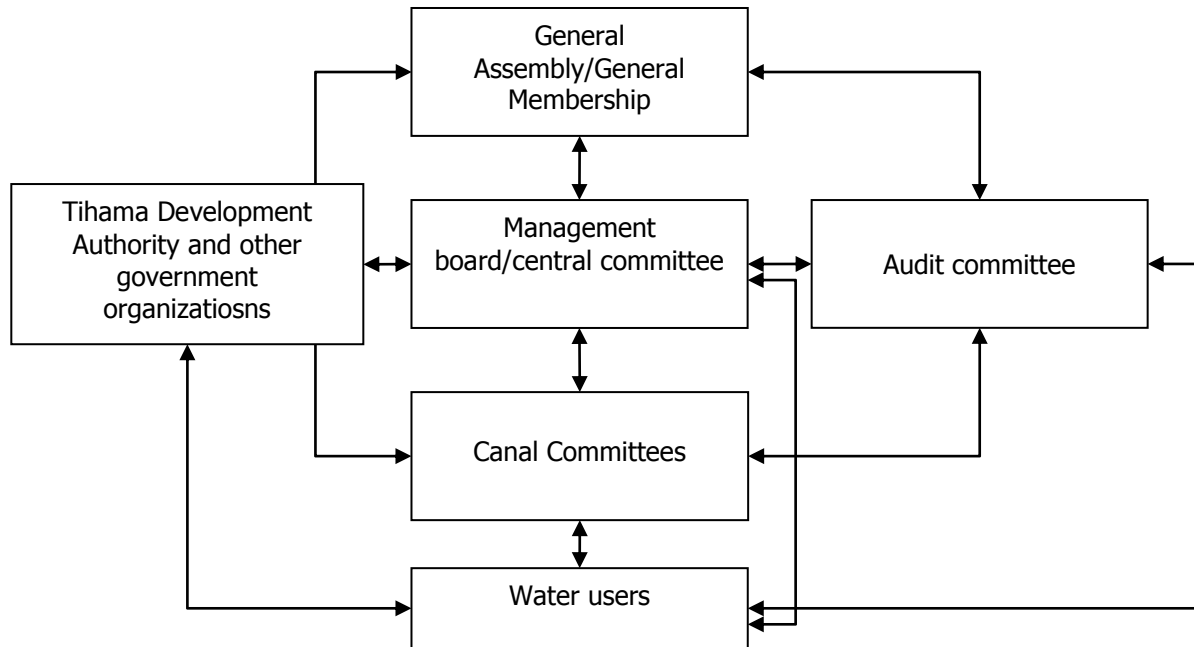 General
Assembly/General
Membership
Tihama Development
Authority and other
government
organizatiosns
Management
board/central committee
Audit committee
Canal Committees
Water users